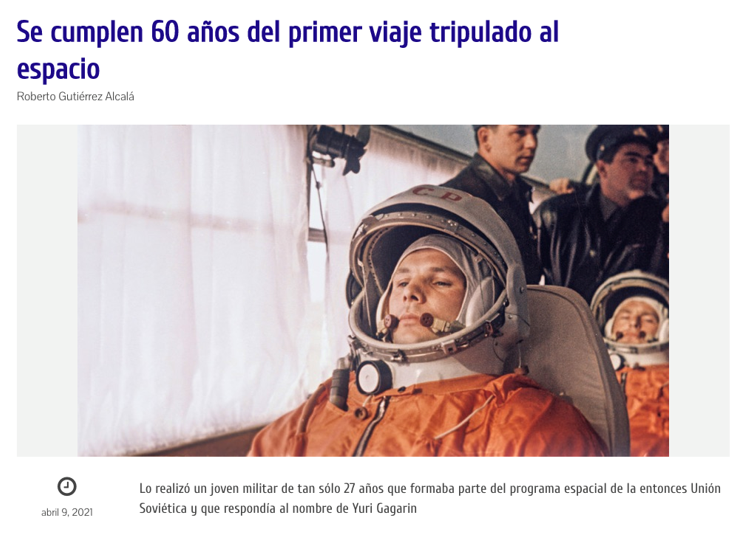 Se cumplen 60 años del primer viaje tripulado al
espacio
Roberto Gutiérrez Alcalá
CD
Lo realizó un joven militar de tan sólo 27 años que formaba parte del programa espacial de la entonces Unión
Soviética y que respondía al nombre de Yuri Gagarin
abril 9, 2021